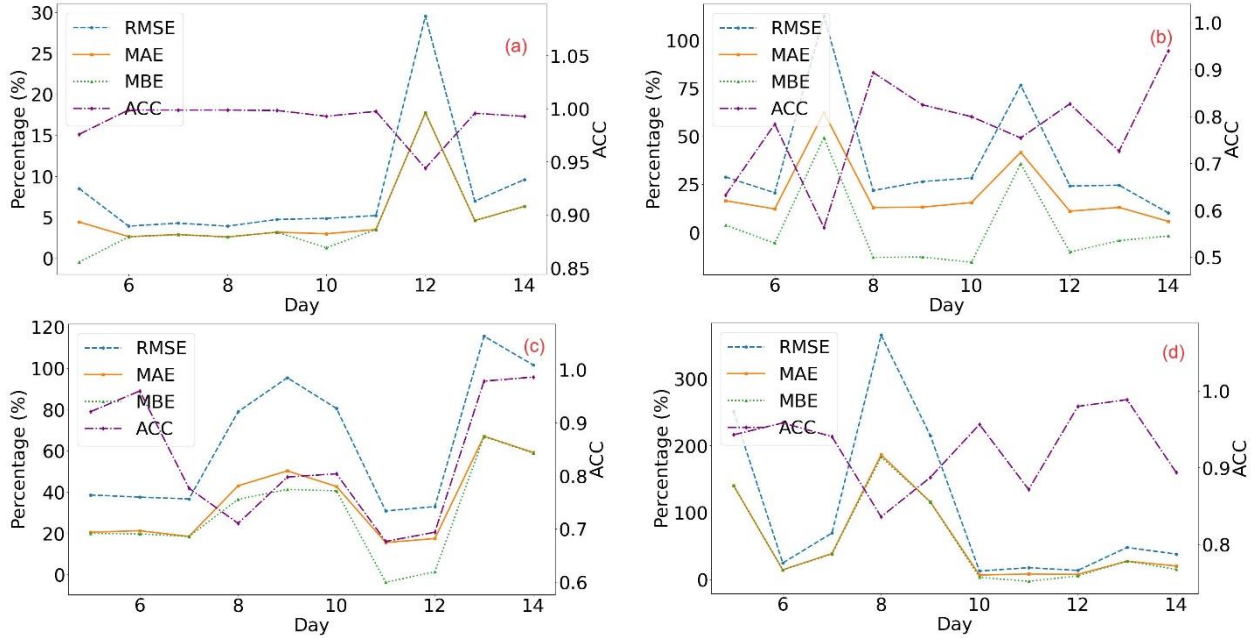 (a)
30
25
20
15
10
5
0
Percentage (%)
RMSE
MAE
MBE
ACC
1.05
1.00
0.95
0.90
0.85
ACC
6 8 10 12 14
Day
(b)
100
75
50
25
0
Percentage (%)
RMSE
MAE
MBE
ACC
1.0
0.9
0.8
0.7
0.6
0.5
ACC
6 8 10 12 14
Day
(c)
120
100
80
60
40
20
0
Percentage (%)
RMSE
MAE
MBE
ACC
1.0
0.9
0.8
0.7
0.6
ACC
6 8 10 12 14
Day
(d)
300
200
100
0
Percentage (%)
RMSE
MAE
MBE
ACC
1.0
0.9
0.8
ACC
6 8 10 12 14
Day